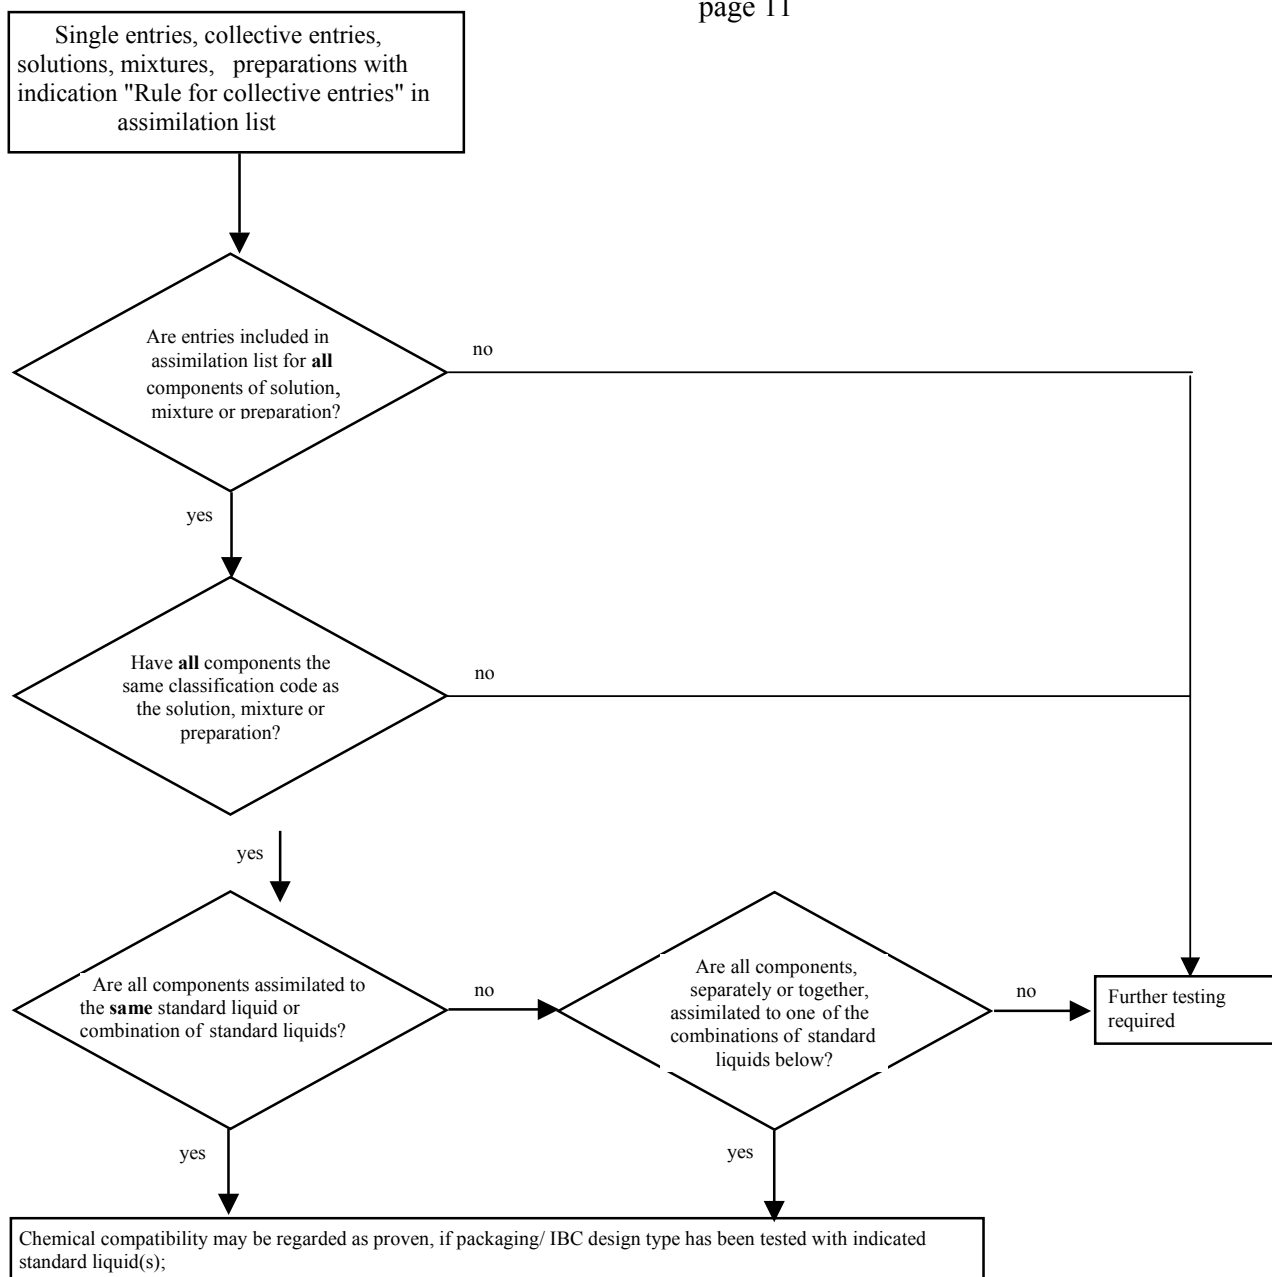 page 11
Single entries, collective entries,
solutions, mixtures, preparations with
indication "Rule for collective entries" in
assimilation list
Are entries included in
assimilation list for all
components of solution,
mixture or preparation?
no
yes
Have all components the
same classification code as
the solution, mixture or
preparation?
no
yes
Are all components assimilated to
the same standard liquid or
combination of standard liquids?
no
Are all components,
separately or together,
assimilated to one of the
combinations of standard
liquids below?
no
Further testing
required
yes
yes
Chemical compatibility may be regarded as proven, if packaging/ IBC design type has been tested with indicated
standard liquid(s);